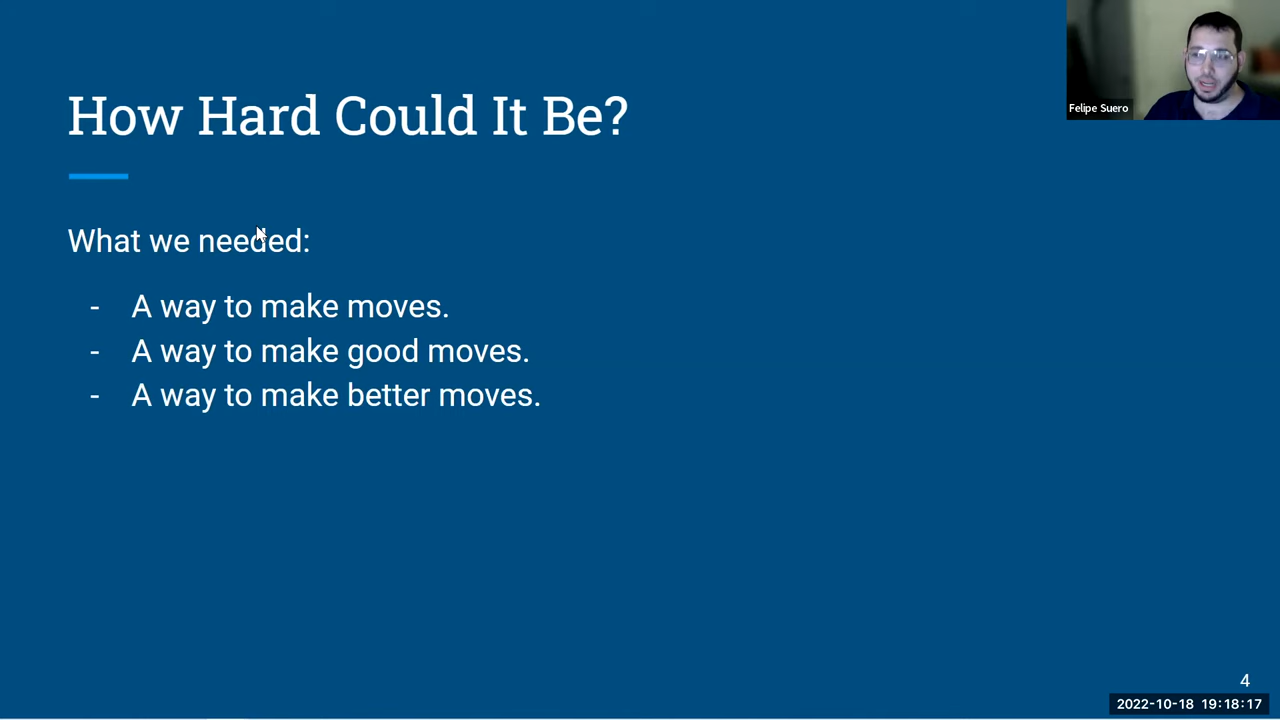 How Hard Could It Be?
Felipe Suero
What we needed:
- A way to make moves.
- A way to make good moves.
- A way to make better moves.
4
2022-10-18 19:18:17